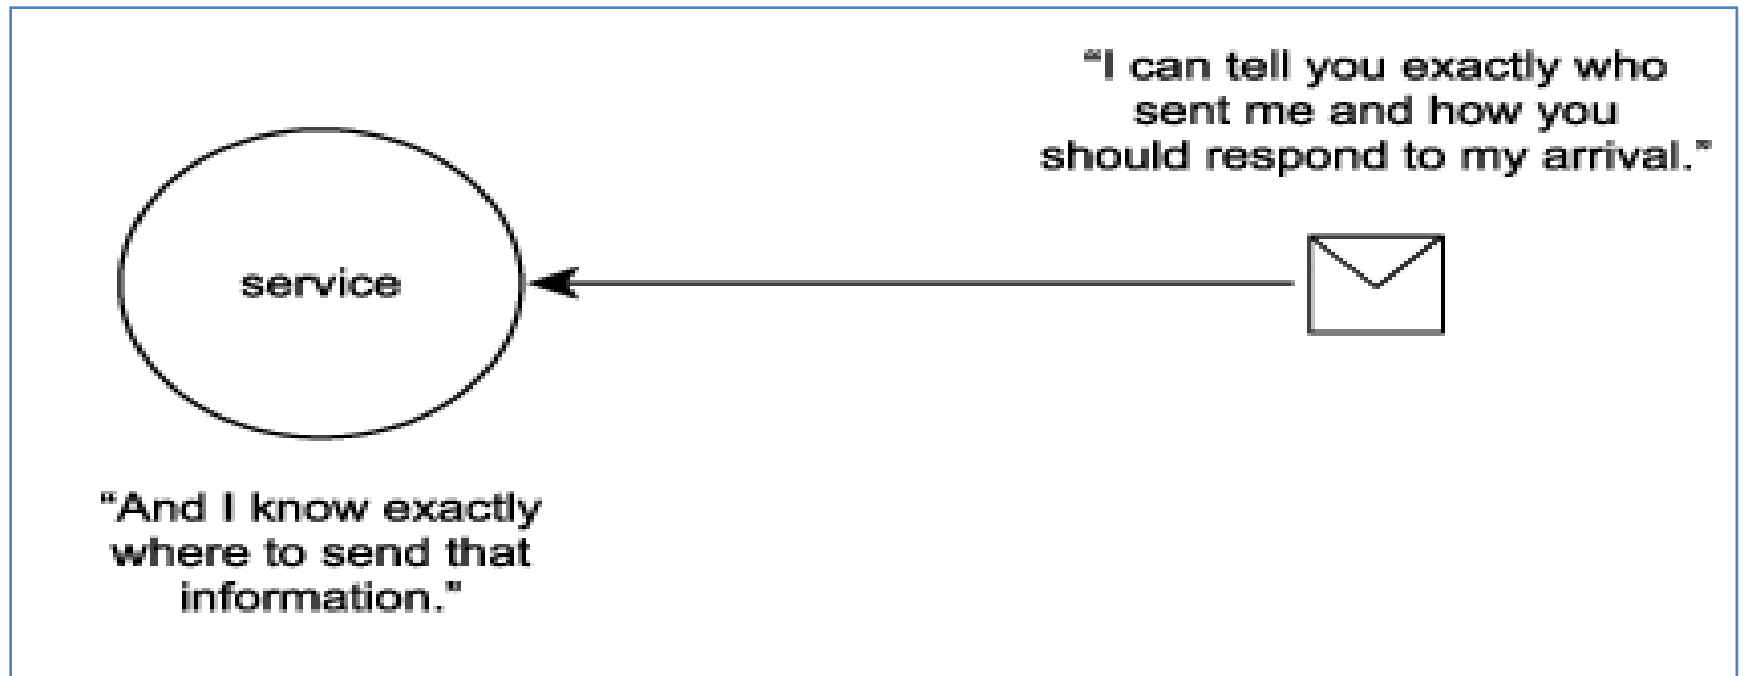 "I can tell you exactly who
sent me and how you
should respond to my arrival."
service
"And I know exactly
where to send that
information."